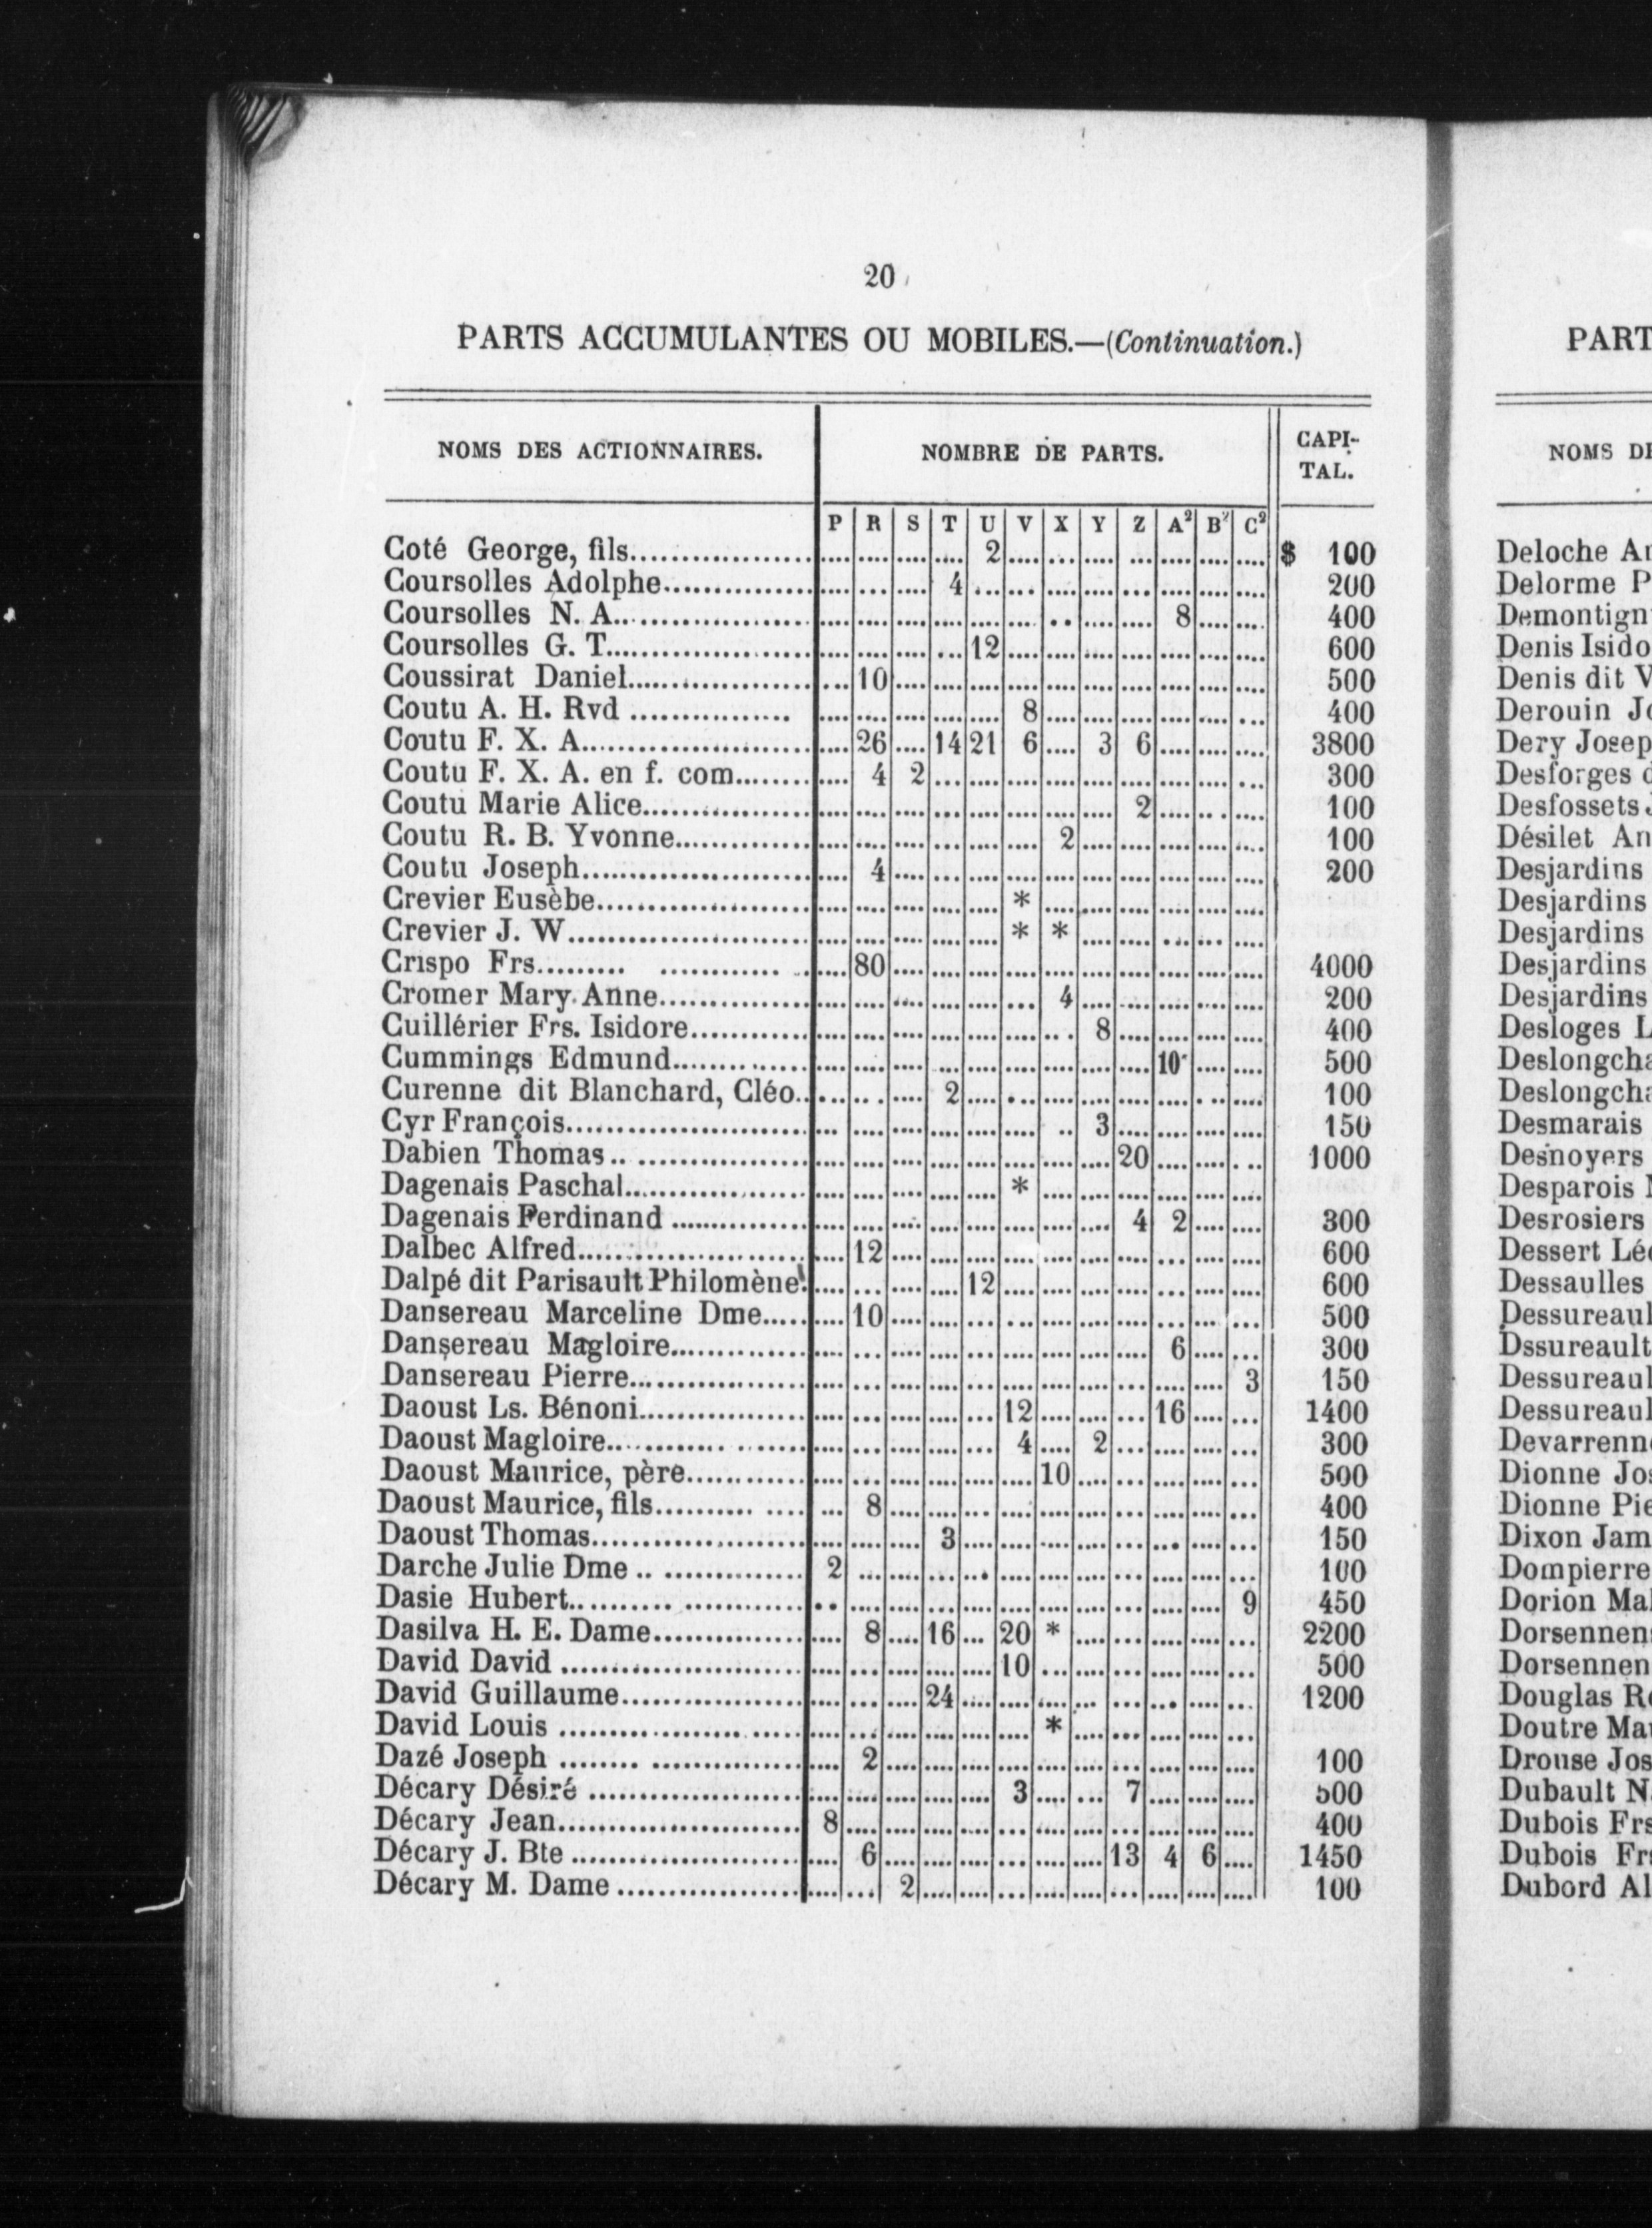 20
PARTS ACCUMULANTES OU MOBILES.—(Continuation.)
NOMS DES ACTIONNAIRES. NOMBRE DE PARTS. CAPI-
TAL.
P R S T U V X Y Z A² B² C²
Coté George, fils 2 $ 100
Coursolles Adolphe 4 200
Coursolles N. A. 8 400
Coursolles G. T. 12 600
Coussirat Daniel 10 500
Coutu A. H. Rvd 8 400
Coutu F. X. A. 26 14 21 6 3 6 3800
Coutu F. X. A. en f. com. 4 2 300
Coutu Marie Alice 2 100
Coutu R. B. Yvonne 2 100
Coutu Joseph 4 200
Crevier Eusèbe *
Crevier J. W. * *
Crispo Frs. 80 4000
Cromer Mary Anne 4 200
Cuillérier Frs. Isidore 8 400
Cummings Edmund 10 500
Curenne dit Blanchard, Cléo. 2 100
Cyr François 3 150
Dabien Thomas 20 1000
Dagenais Paschal *
Dagenais Ferdinand 4 2 300
Dalbec Alfred 12 600
Dalpé dit Parisault Philomène 12 600
Dansereau Marceline Dme 10 500
Dansereau Magloire 6 300
Dansereau Pierre 3 150
Daoust Ls. Bénoni 12 16 1400
Daoust Magloire 4 2 300
Daoust Maurice, père 10 500
Daoust Maurice, fils 8 400
Daoust Thomas 3 150
Darche Julie Dme 2 100
Dasie Hubert 9 450
Dasilva H. E. Dame 8 16 20 * 2200
David David 10 500
David Guillaume 24 1200
David Louis *
Dazé Joseph 2 100
Décary Désiré 3 7 500
Décary Jean 8 400
Décary J. Bte 6 13 4 6 1450
Décary M. Dame 2 100
PART
NOMS
Deloche
Delorme
Denis
Denis dit
Derouin
Dery
Desforges
Desfossets
Désilet
Desjardins
Desjardins
Desjardins
Desjardins
Desjardins
Desloges
Desmarais
Desnoyers
Desparois
Desrosiers
Dessert
Dessaulles
Dssureault
Dionne
Dionne
Dixon
Dompierre
Dorion
Douglas
Doutre
Drouse
Dubault
Dubois
Dubois
Dubord